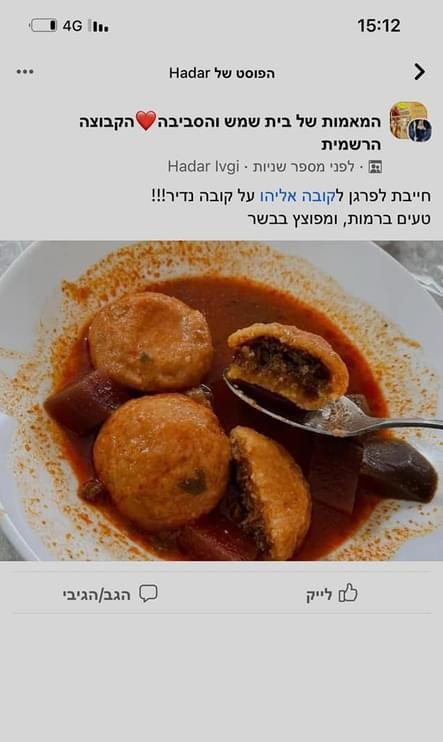 4G 15:12
הפוסט של Hadar
המאמות של בית שמש והסביבה❤️הקבוצה
הרשמית
Hadar Ivgi · לפני מספר שניות ·
חייבת לפרגן לקובה אליהו על קובה נדיר!!!
טעים ברמות, ומפוצץ בבשר
לייק הגב/הגיבי